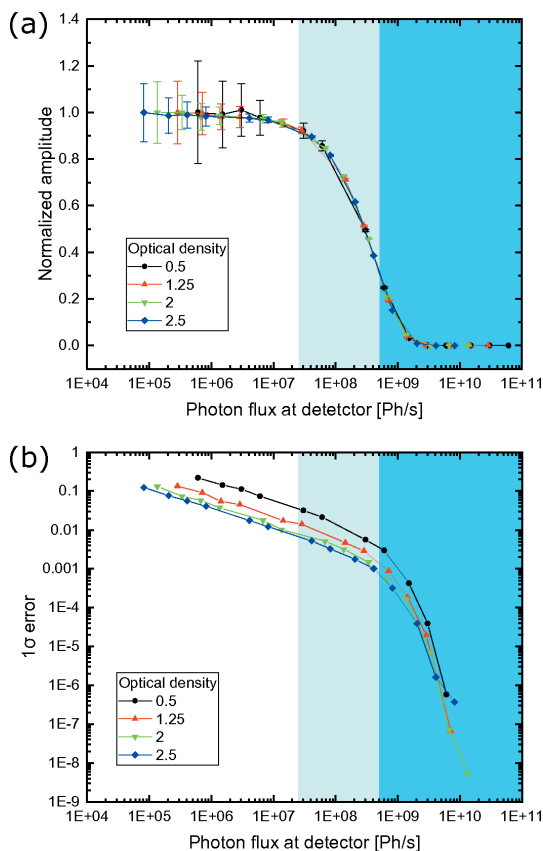 (a)
1.4
1.2
1.0
0.8
0.6
0.4
0.2
0.0
Normalized amplitude
Optical density
0.5
1.25
2
2.5
1E+04 1E+05 1E+06 1E+07 1E+08 1E+09 1E+10 1E+11
Photon flux at detetctor [Ph/s]
(b)
1
0.1
0.01
0.001
1E-4
1E-5
1E-6
1E-7
1E-8
1E-9
1σ error
Optical density
0.5
1.25
2
2.5
1E+04 1E+05 1E+06 1E+07 1E+08 1E+09 1E+10 1E+11
Photon flux at detector [Ph/s]